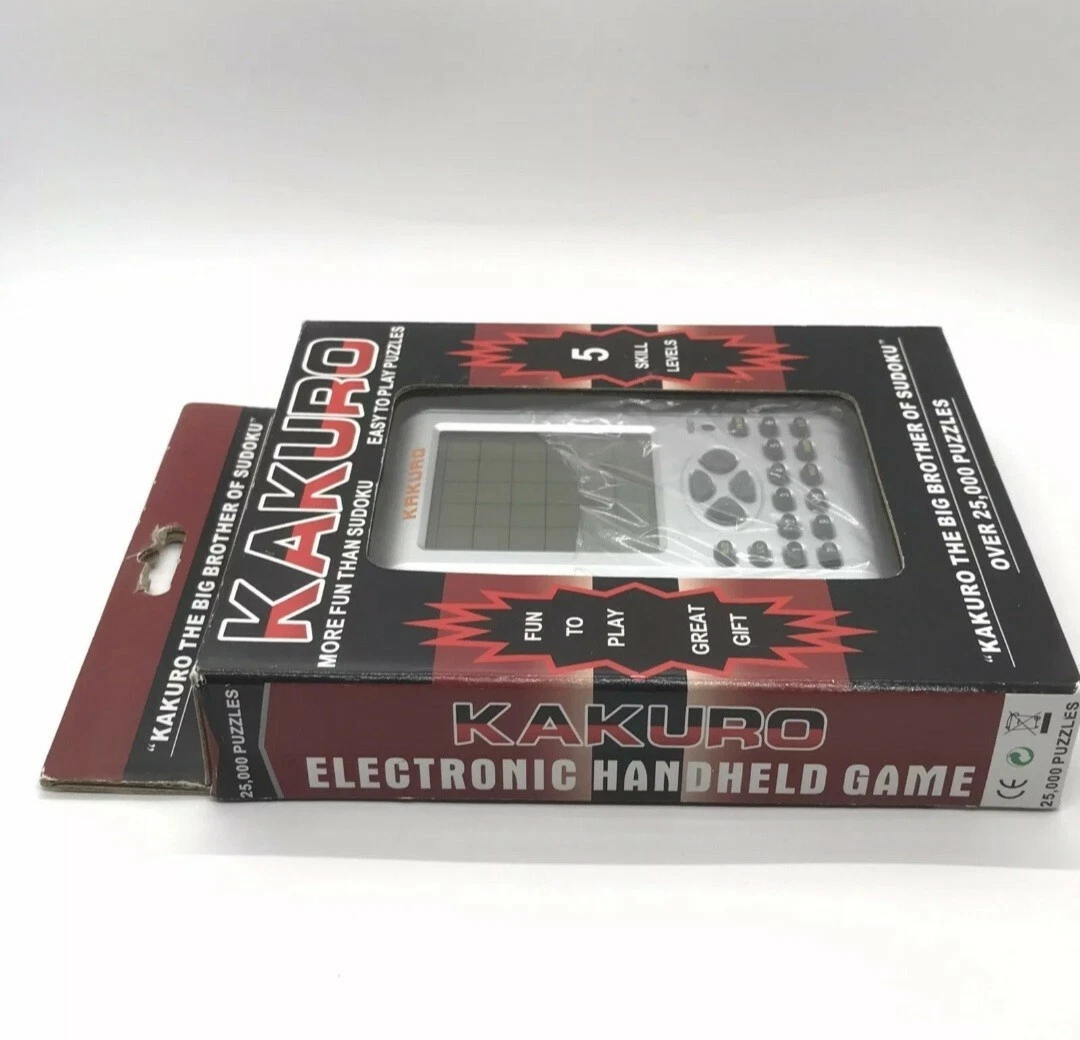 "KAKURO THE BIG BROTHER OF SUDOKU"
KAKURO
MORE FUN THAN SUDOKU
EASY TO PLAY PUZZLES
5
SKILL
LEVELS
KAKURO
FUN
TO
PLAY
GREAT
GIFT
"KAKURO THE BIG BROTHER OF SUDOKU"
OVER 25,000 PUZZLES
25,000 PUZZLES
KAKURO
ELECTRONIC HANDHELD GAME
CE
25,000 PUZZLES